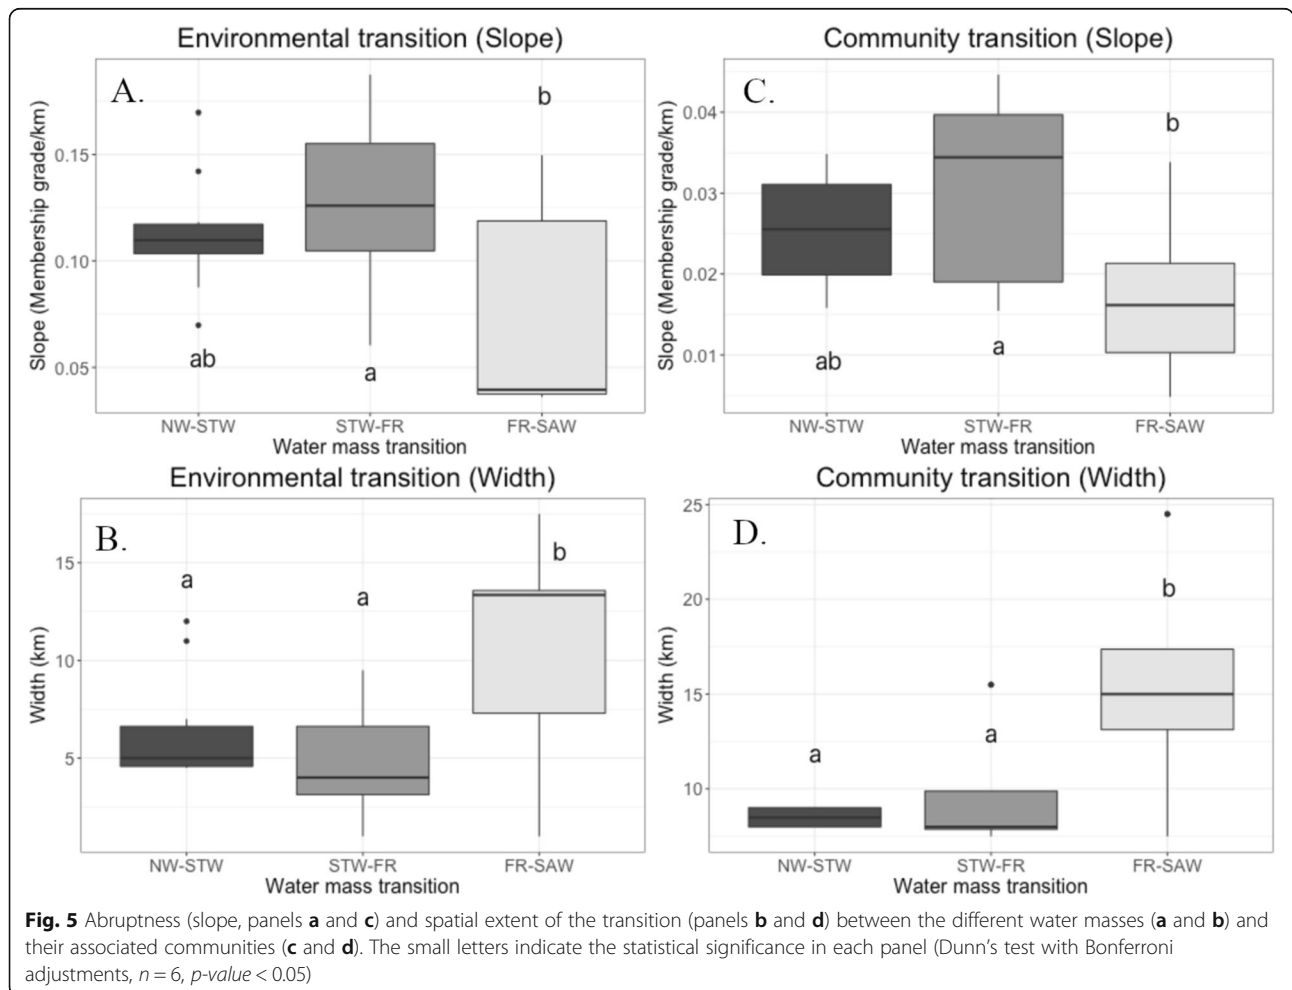 Environmental transition (Slope)
A.
b
ab
a
0.15
0.10
0.05
Slope (Membership grade/km)
NW-STW
STW-FR
FR-SAW
Water mass transition
Community transition (Slope)
C.
b
a
ab
0.04
0.03
0.02
0.01
Slope (Membership grade/km)
NW-STW
STW-FR
FR-SAW
Water mass transition
Environmental transition (Width)
B.
a
a
b
15
10
5
Width (km)
NW-STW
STW-FR
FR-SAW
Water mass transition
Community transition (Width)
D.
b
a
a
25
20
15
10
Width (km)
NW-STW
STW-FR
FR-SAW
Water mass transition
Fig. 5 Abruptness (slope, panels a and c) and spatial extent of the transition (panels b and d) between the different water masses (a and b) and
their associated communities (c and d). The small letters indicate the statistical significance in each panel (Dunn's test with Bonferroni
adjustments, n = 6, p-value < 0.05)